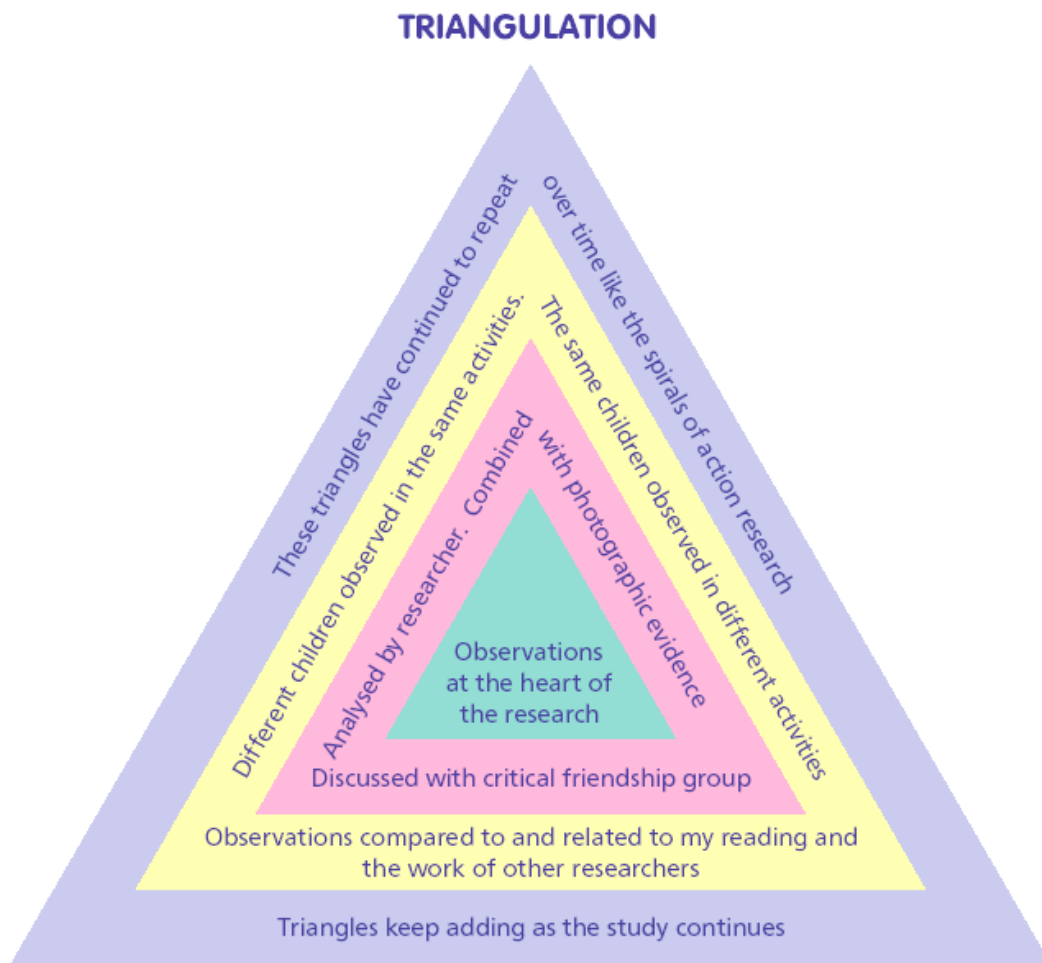 TRIANGULATION
These triangles have continued to repeat
over time like the spirals of action research
Different children observed in the same activities.
The same children observed in different activities
Analysed by researcher. Combined
with photographic evidence
Observations
at the heart of
the research
Discussed with critical friendship group
Observations compared to and related to my reading and
the work of other researchers
Triangles keep adding as the study continues